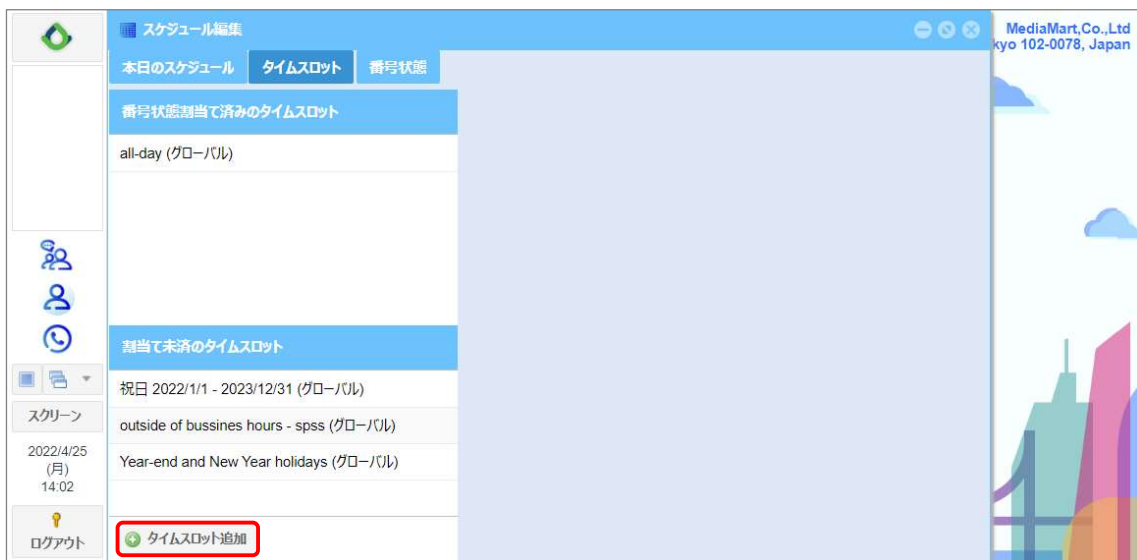 スケジュール編集
MediaMart,Co.,Ltd
kyo 102-0078, Japan
本日のスケジュール
タイムスロット
番号状態
番号状態割当て済みのタイムスロット
all-day (グローバル)
割当て未済のタイムスロット
祝日 2022/1/1 - 2023/12/31 (グローバル)
outside of bussines hours - spss (グローバル)
Year-end and New Year holidays (グローバル)
タイムスロット追加
スクリーン
2022/4/25
(月)
14:02
ログアウト